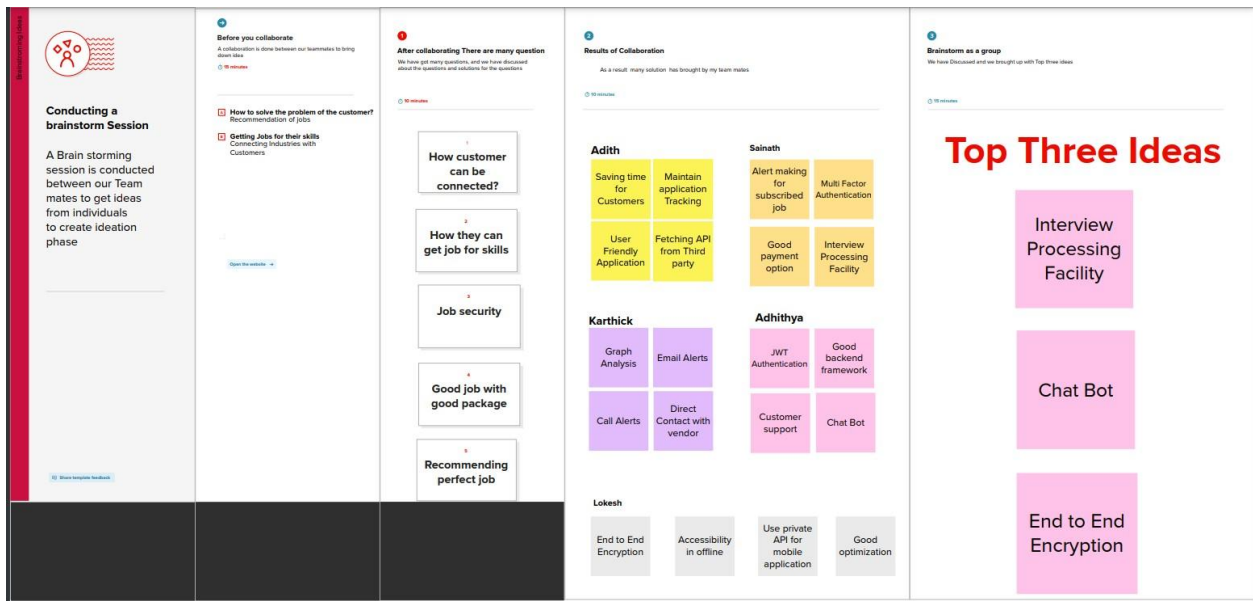 Brainstorming Ideas
Conducting a
brainstorm Session
A Brain storming
session is conducted
between our Team
mates to get ideas
from individuals
to create ideation
phase
Share template feedback
Before you collaborate
A collaboration is done between our teammates to bring
down idea
15 minutes
A
How to solve the problem of the customer?
Recommendation of jobs
B
Getting Jobs for their skills
Connecting Industries with
Customers
Open the website
1
After collaborating There are many question
We have got many questions, and we have discussed
about the questions and solutions for the questions
10 minutes
1
How customer
can be
connected?
2
How they can
get job for skills
3
Job security
4
Good job with
good package
5
Recommending
perfect job
2
Results of Collaboration
As a result many solution has brought by my team mates
10 minutes
Adith
Saving time
for
Customers
Maintain
application
Tracking
User
Friendly
Application
Fetching API
from Third
party
Sainath
Alert making
for
subscribed
job
Multi Factor
Authentication
Good
payment
option
Interview
Processing
Facility
Karthick
Graph
Analysis
Email Alerts
Call Alerts
Direct
Contact with
vendor
Adhithya
JWT
Authentication
Good
backend
framework
Customer
support
Chat Bot
Lokesh
End to End
Encryption
Accessibility
in offline
Use private
API for
mobile
application
Good
optimization
3
Brainstorm as a group
We have Discussed and we brought up with Top three ideas
15 minutes
Top Three Ideas
Interview
Processing
Facility
Chat Bot
End to End
Encryption